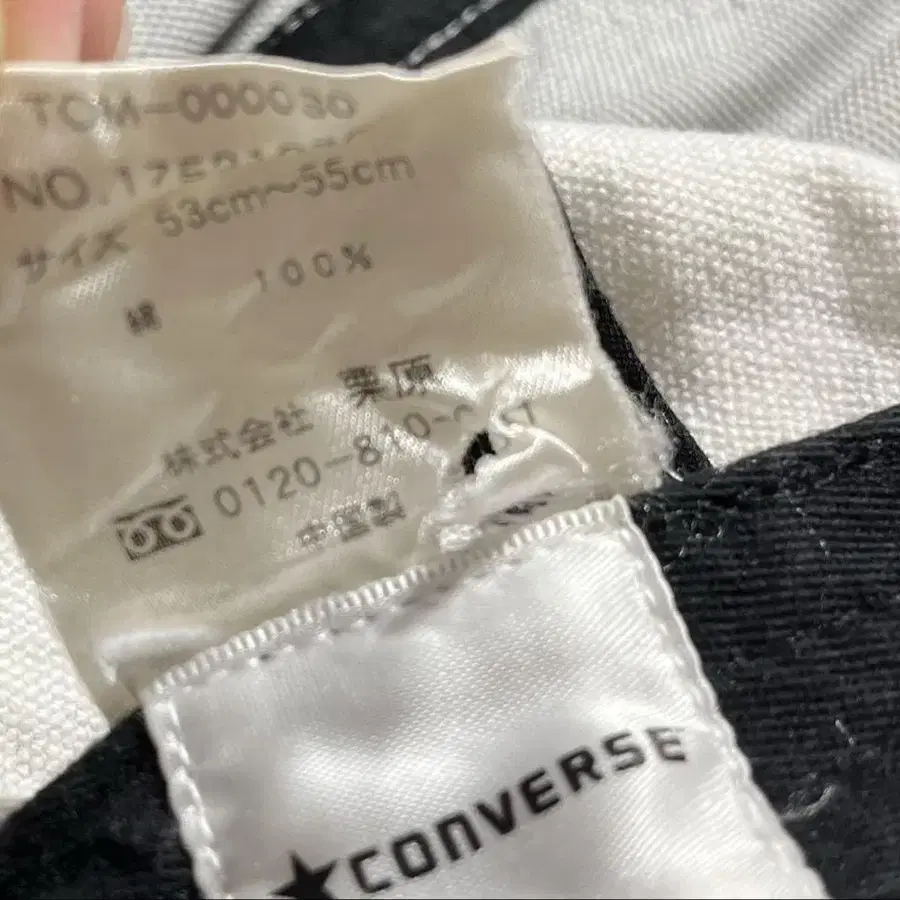 TCM-000030
NO.
サイズ 53cm～55cm
綿 100%
株式会社 栗原
0120-810-
中国製
★CONVERSE